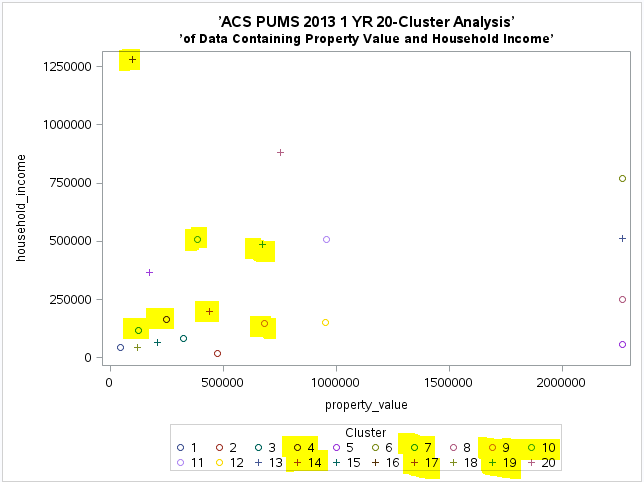 'ACS PUMS 2013 1 YR 20-Cluster Analysis'
'of Data Containing Property Value and Household Income'
1250000
1000000
750000
500000
250000
0
household_income
0 500000 1000000 1500000 2000000
property_value
Cluster
1 2 3 4 5 6 7 8 9 10
11 12 13 14 15 16 17 18 19 20